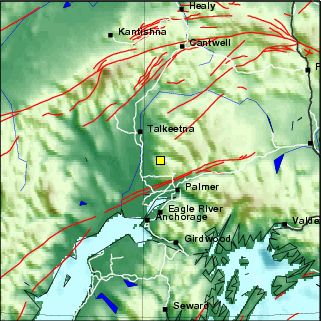 Healy
Kantishna
Cantwell
P
Talkeetna
Palmer
Eagle River
Anchorage
Valde
Girdwood
Seward